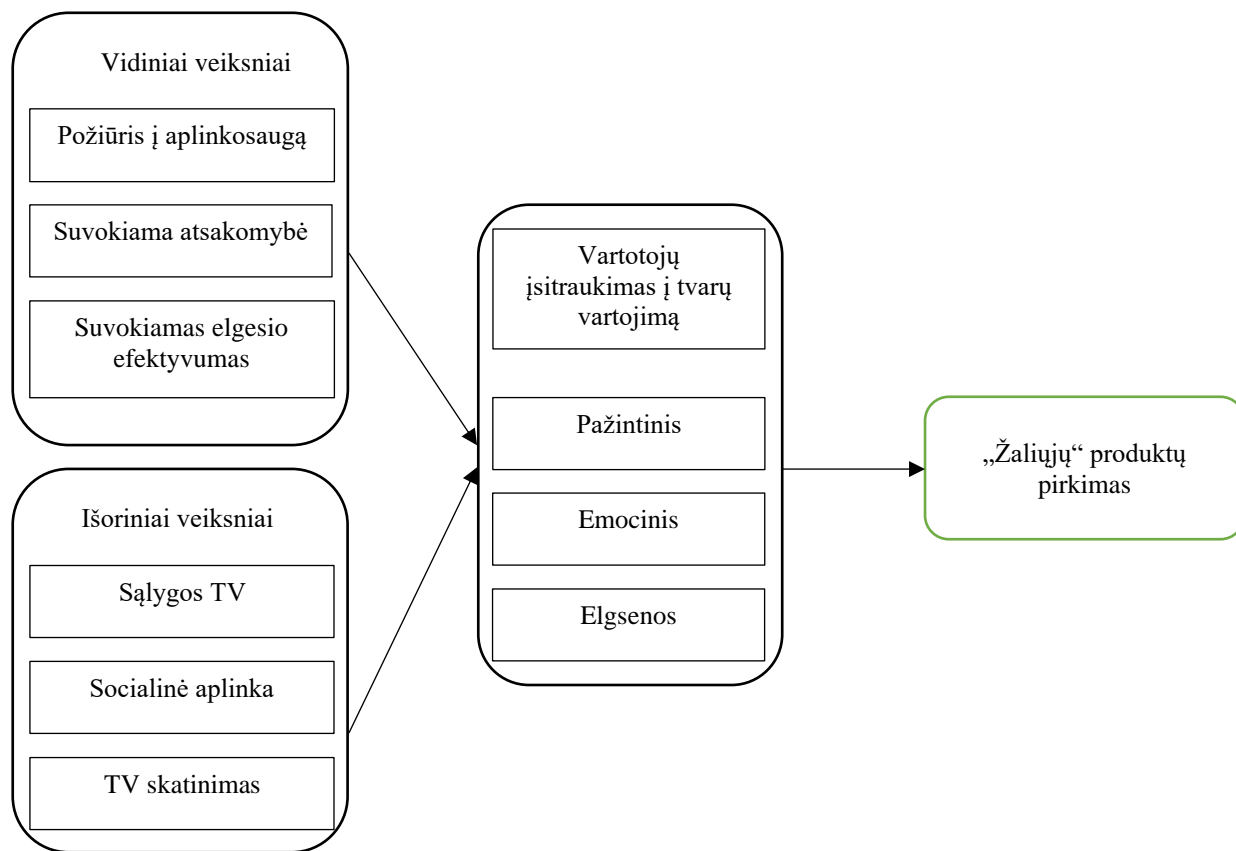 Vidiniai veiksniai
Požiūris į aplinkosaugą
Suvokiama atsakomybė
Suvokiamas elgesio
efektyvumas
Išoriniai veiksniai
Sąlygos TV
Socialinė aplinka
TV skatinimas
Vartotojų
įsitraukimas į tvarų
vartojimą
Pažintinis
Emocinis
Elgsenos
„Žaliųjų“ produktų
pirkimas